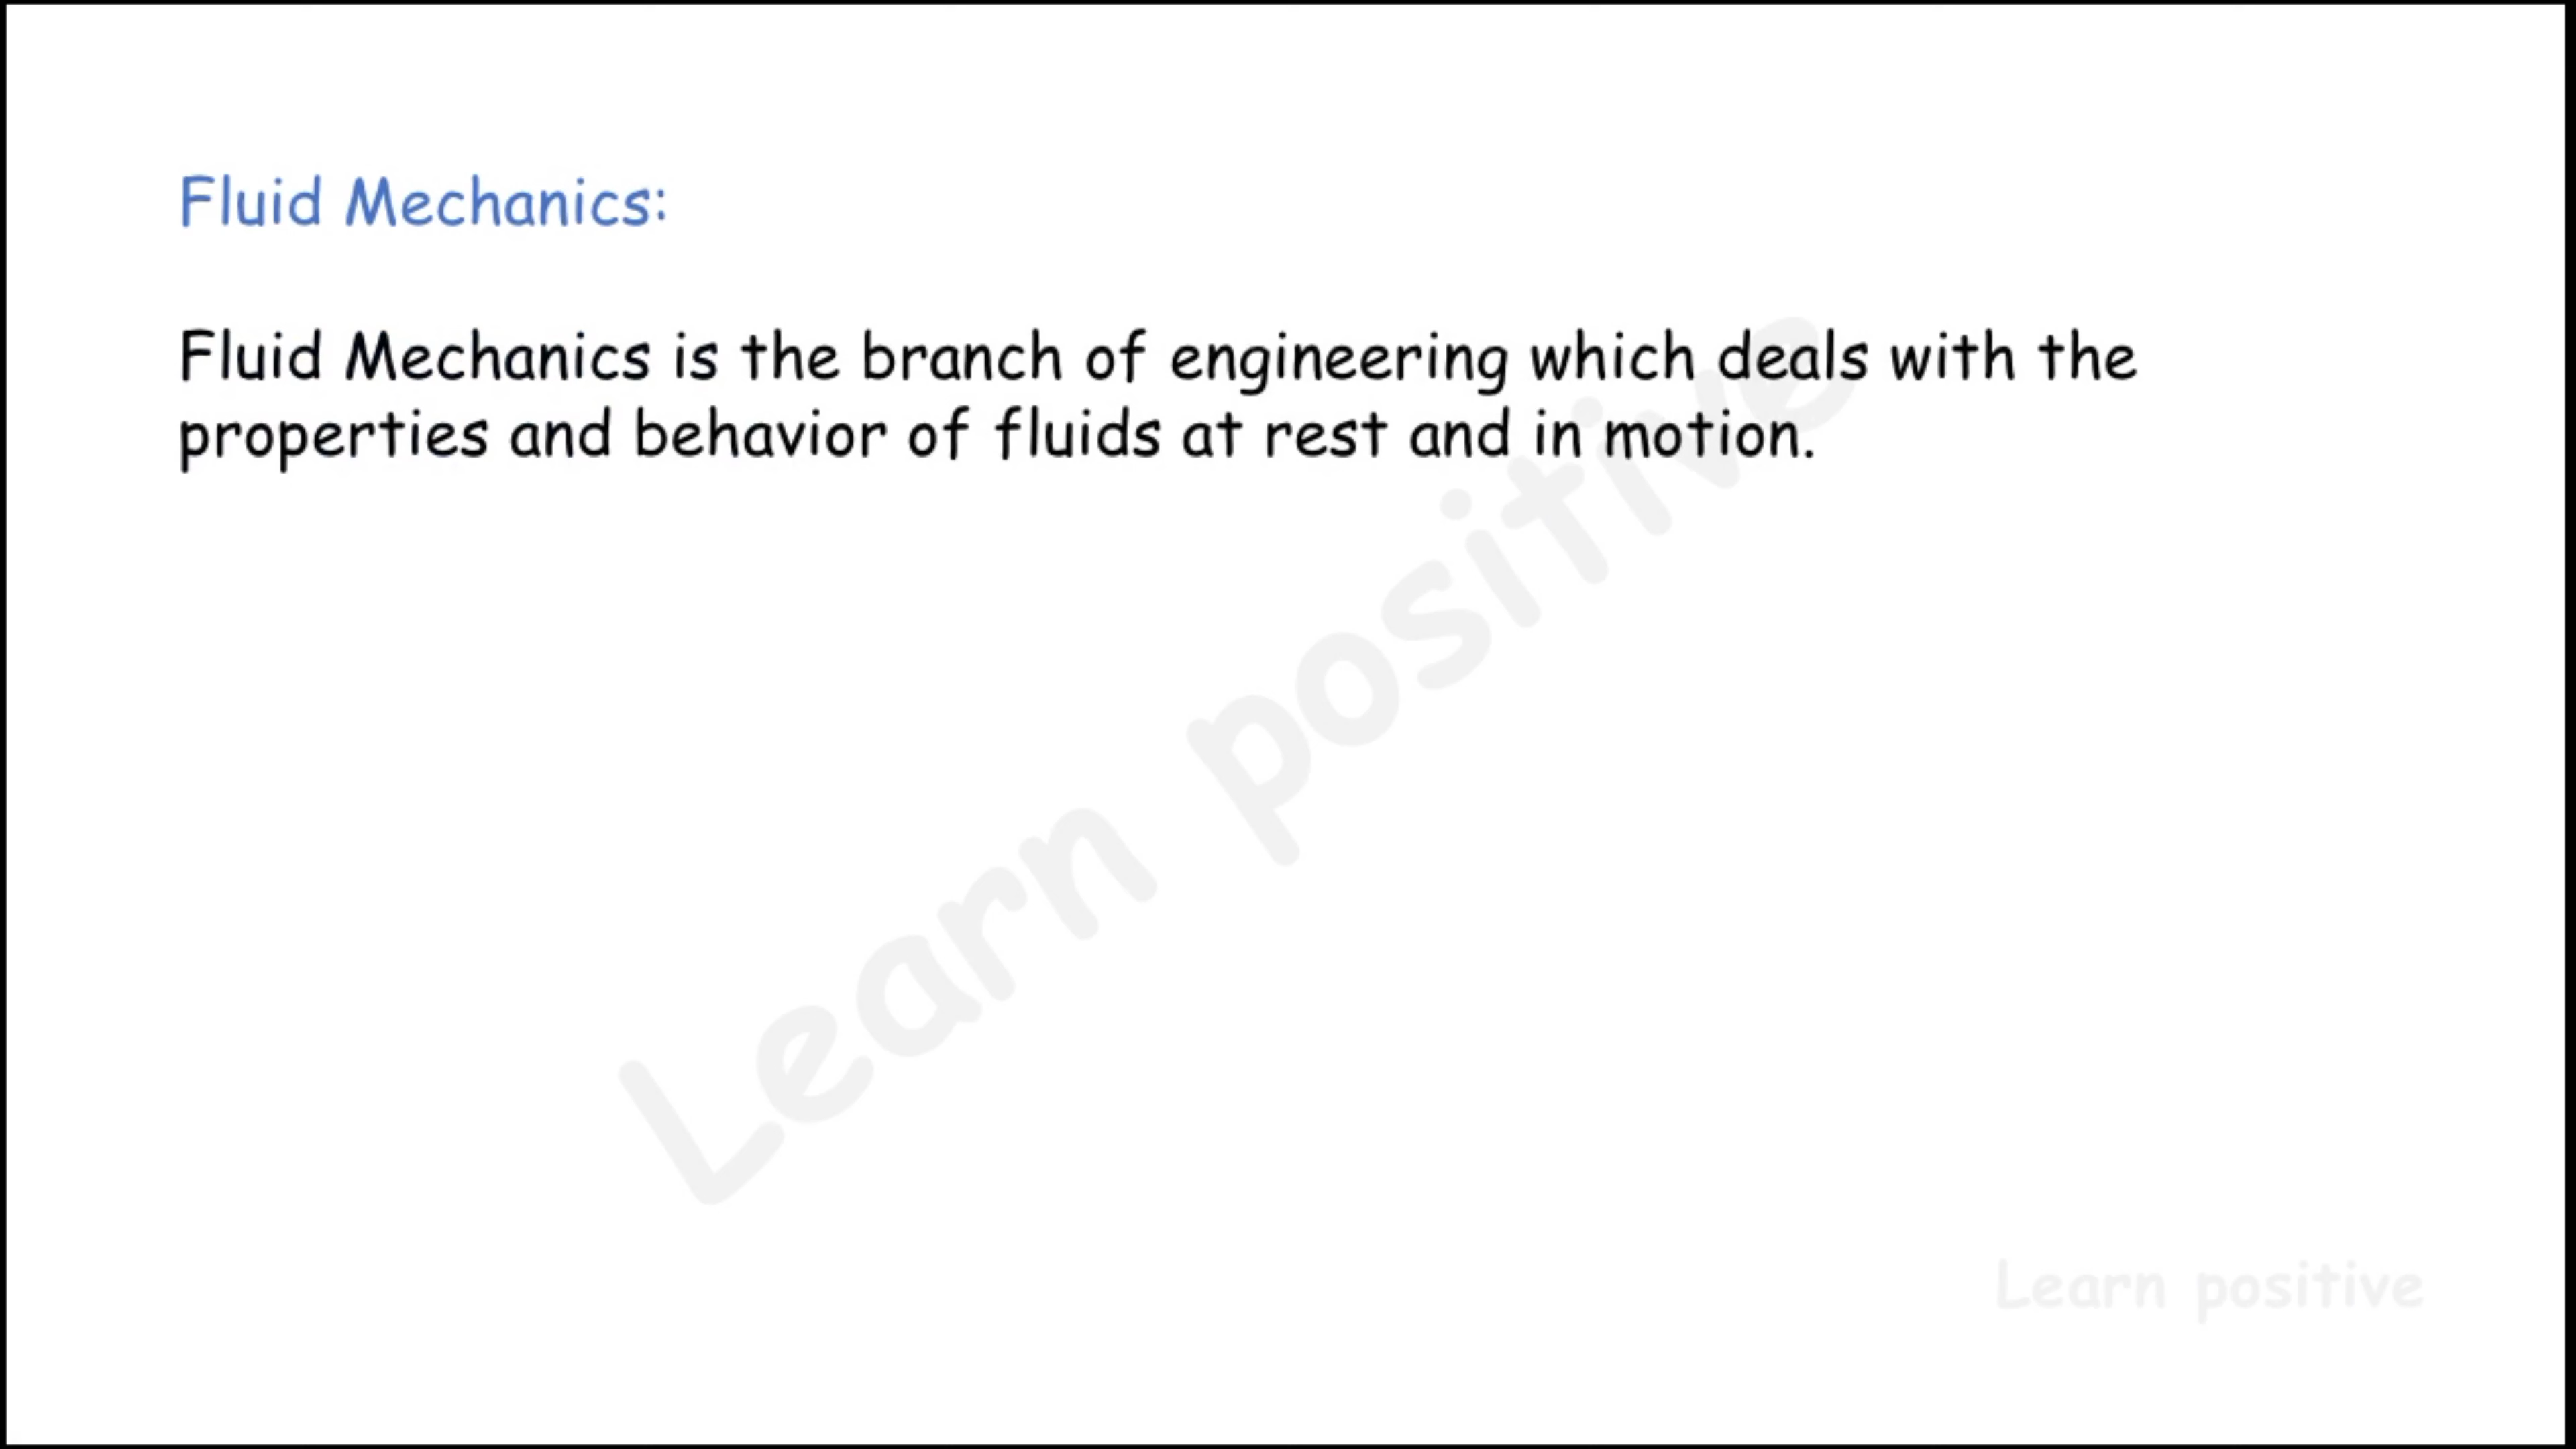 Fluid Mechanics:
Fluid Mechanics is the branch of engineering which deals with the
properties and behavior of fluids at rest and in motion.
Learn positive
Learn positive